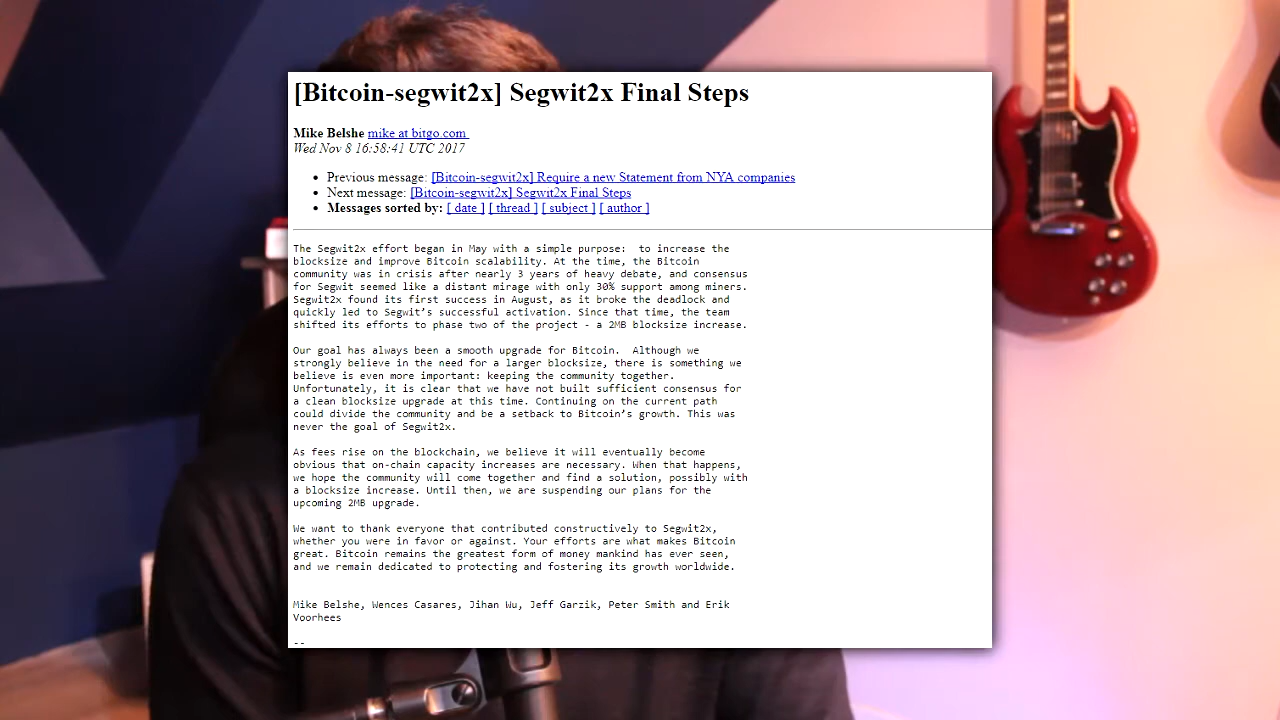 [Bitcoin-segwit2x] Segwit2x Final Steps
Mike Belshe mike at bitgo.com
Wed Nov 8 16:58:41 UTC 2017
Previous message: [Bitcoin-segwit2x] Require a new Statement from NYA companies
Next message: [Bitcoin-segwit2x] Segwit2x Final Steps
Messages sorted by: [ date ] [ thread ] [ subject ] [ author ]
The Segwit2x effort began in May with a simple purpose:  to increase the
blocksize and improve Bitcoin scalability. At the time, the Bitcoin
community was in crisis after nearly 3 years of heavy debate, and consensus
for Segwit seemed like a distant mirage with only 30% support among miners.
Segwit2x found its first success in August, as it broke the deadlock and
quickly led to Segwit’s successful activation. Since that time, the team
shifted its efforts to phase two of the project - a 2MB blocksize increase.
Our goal has always been a smooth upgrade for Bitcoin.  Although we
strongly believe in the need for a larger blocksize, there is something we
believe is even more important: keeping the community together.
Unfortunately, it is clear that we have not built sufficient consensus for
a clean blocksize upgrade at this time. Continuing on the current path
could divide the community and be a setback to Bitcoin’s growth. This was
never the goal of Segwit2x.
As fees rise on the blockchain, we believe it will eventually become
obvious that on-chain capacity increases are necessary. When that happens,
we hope the community will come together and find a solution, possibly with
a blocksize increase. Until then, we are suspending our plans for the
upcoming 2MB upgrade.
We want to thank everyone that contributed constructively to Segwit2x,
whether you were in favor or against. Your efforts are what makes Bitcoin
great. Bitcoin remains the greatest form of money mankind has ever seen,
and we remain dedicated to protecting and fostering its growth worldwide.
Mike Belshe, Wences Casares, Jihan Wu, Jeff Garzik, Peter Smith and Erik
Voorhees
--